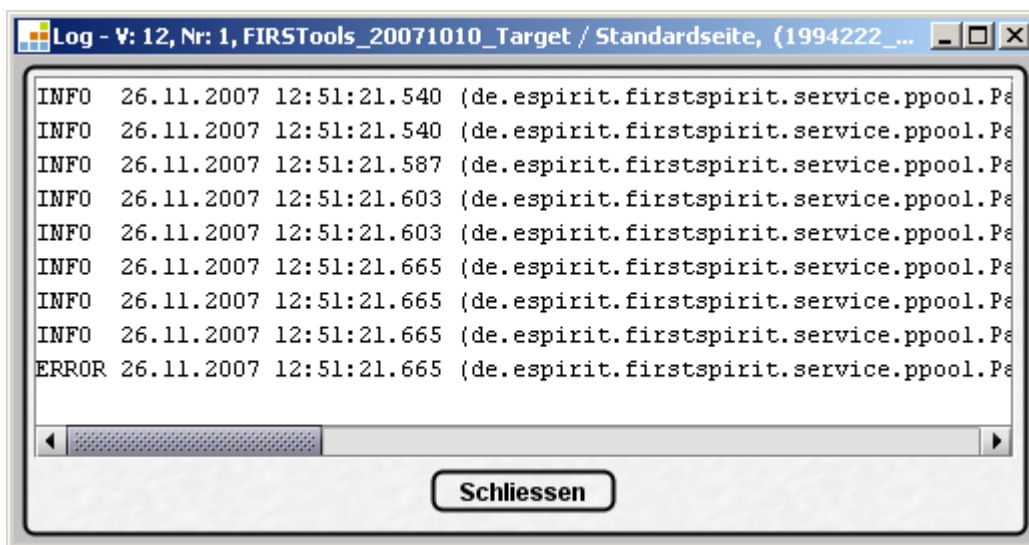 Log - V: 12, Nr: 1, FIRSTools_20071010_Target / Standardseite, (1994222_...
INFO 26.11.2007 12:51:21.540 (de.espirit.firstspirit.service.ppool.Pa
INFO 26.11.2007 12:51:21.540 (de.espirit.firstspirit.service.ppool.Pa
INFO 26.11.2007 12:51:21.587 (de.espirit.firstspirit.service.ppool.Pa
INFO 26.11.2007 12:51:21.603 (de.espirit.firstspirit.service.ppool.Pa
INFO 26.11.2007 12:51:21.603 (de.espirit.firstspirit.service.ppool.Pa
INFO 26.11.2007 12:51:21.665 (de.espirit.firstspirit.service.ppool.Pa
INFO 26.11.2007 12:51:21.665 (de.espirit.firstspirit.service.ppool.Pa
INFO 26.11.2007 12:51:21.665 (de.espirit.firstspirit.service.ppool.Pa
ERROR 26.11.2007 12:51:21.665 (de.espirit.firstspirit.service.ppool.Pa
Schliessen